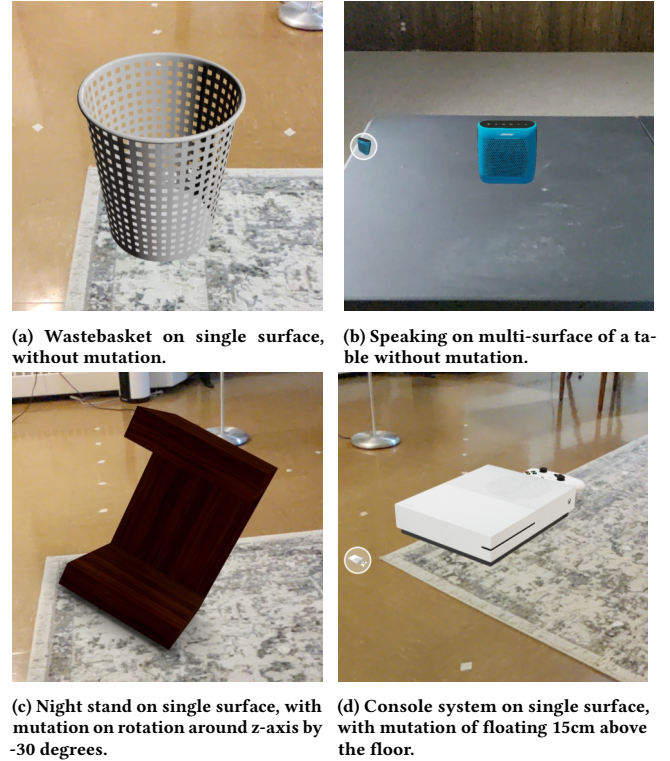 BOSE
(a) Wastebasket on single surface,
without mutation.
(b) Speaking on multi-surface of a ta-
ble without mutation.
(c) Night stand on single surface, with
mutation on rotation around z-axis by
-30 degrees.
(d) Console system on single surface,
with mutation of floating 15cm above
the floor.